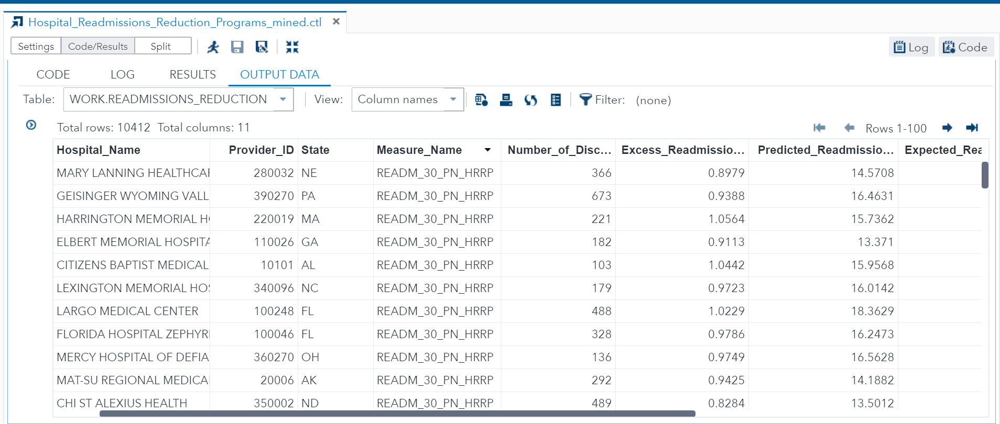 Hospital_Readmissions_Reduction_Programs_mined.ctl
Settings Code/Results Split Log Code
CODE LOG RESULTS OUTPUT DATA
Table: WORK.READMISSIONS_REDUCTION View: Column names Filter: (none)
Total rows: 10412 Total columns: 11 Rows 1-100
Hospital_Name Provider_ID State Measure_Name Number_of_Disc... Excess_Readmissio... Predicted_Readmissio... Expected_Rea
MARY LANNING HEALTHCAR 280032 NE READM_30_PN_HRRP 366 0.8979 14.5708
GEISINGER WYOMING VALL 390270 PA READM_30_PN_HRRP 673 0.9388 16.4631
HARRINGTON MEMORIAL HO 220019 MA READM_30_PN_HRRP 221 1.0564 15.7362
ELBERT MEMORIAL HOSPITA 110026 GA READM_30_PN_HRRP 182 0.9113 13.371
CITIZENS BAPTIST MEDICAL 10101 AL READM_30_PN_HRRP 103 1.0442 15.9568
LEXINGTON MEMORIAL HOS 340096 NC READM_30_PN_HRRP 179 0.9723 16.0142
LARGO MEDICAL CENTER 100248 FL READM_30_PN_HRRP 488 1.0229 18.3629
FLORIDA HOSPITAL ZEPHYR 100046 FL READM_30_PN_HRRP 328 0.9786 16.2473
MERCY HOSPITAL OF DEFIA 360270 OH READM_30_PN_HRRP 136 0.9749 16.5628
MAT-SU REGIONAL MEDICA 20006 AK READM_30_PN_HRRP 292 0.9425 14.1882
CHI ST ALEXIUS HEALTH 350002 ND READM_30_PN_HRRP 489 0.8284 13.5012